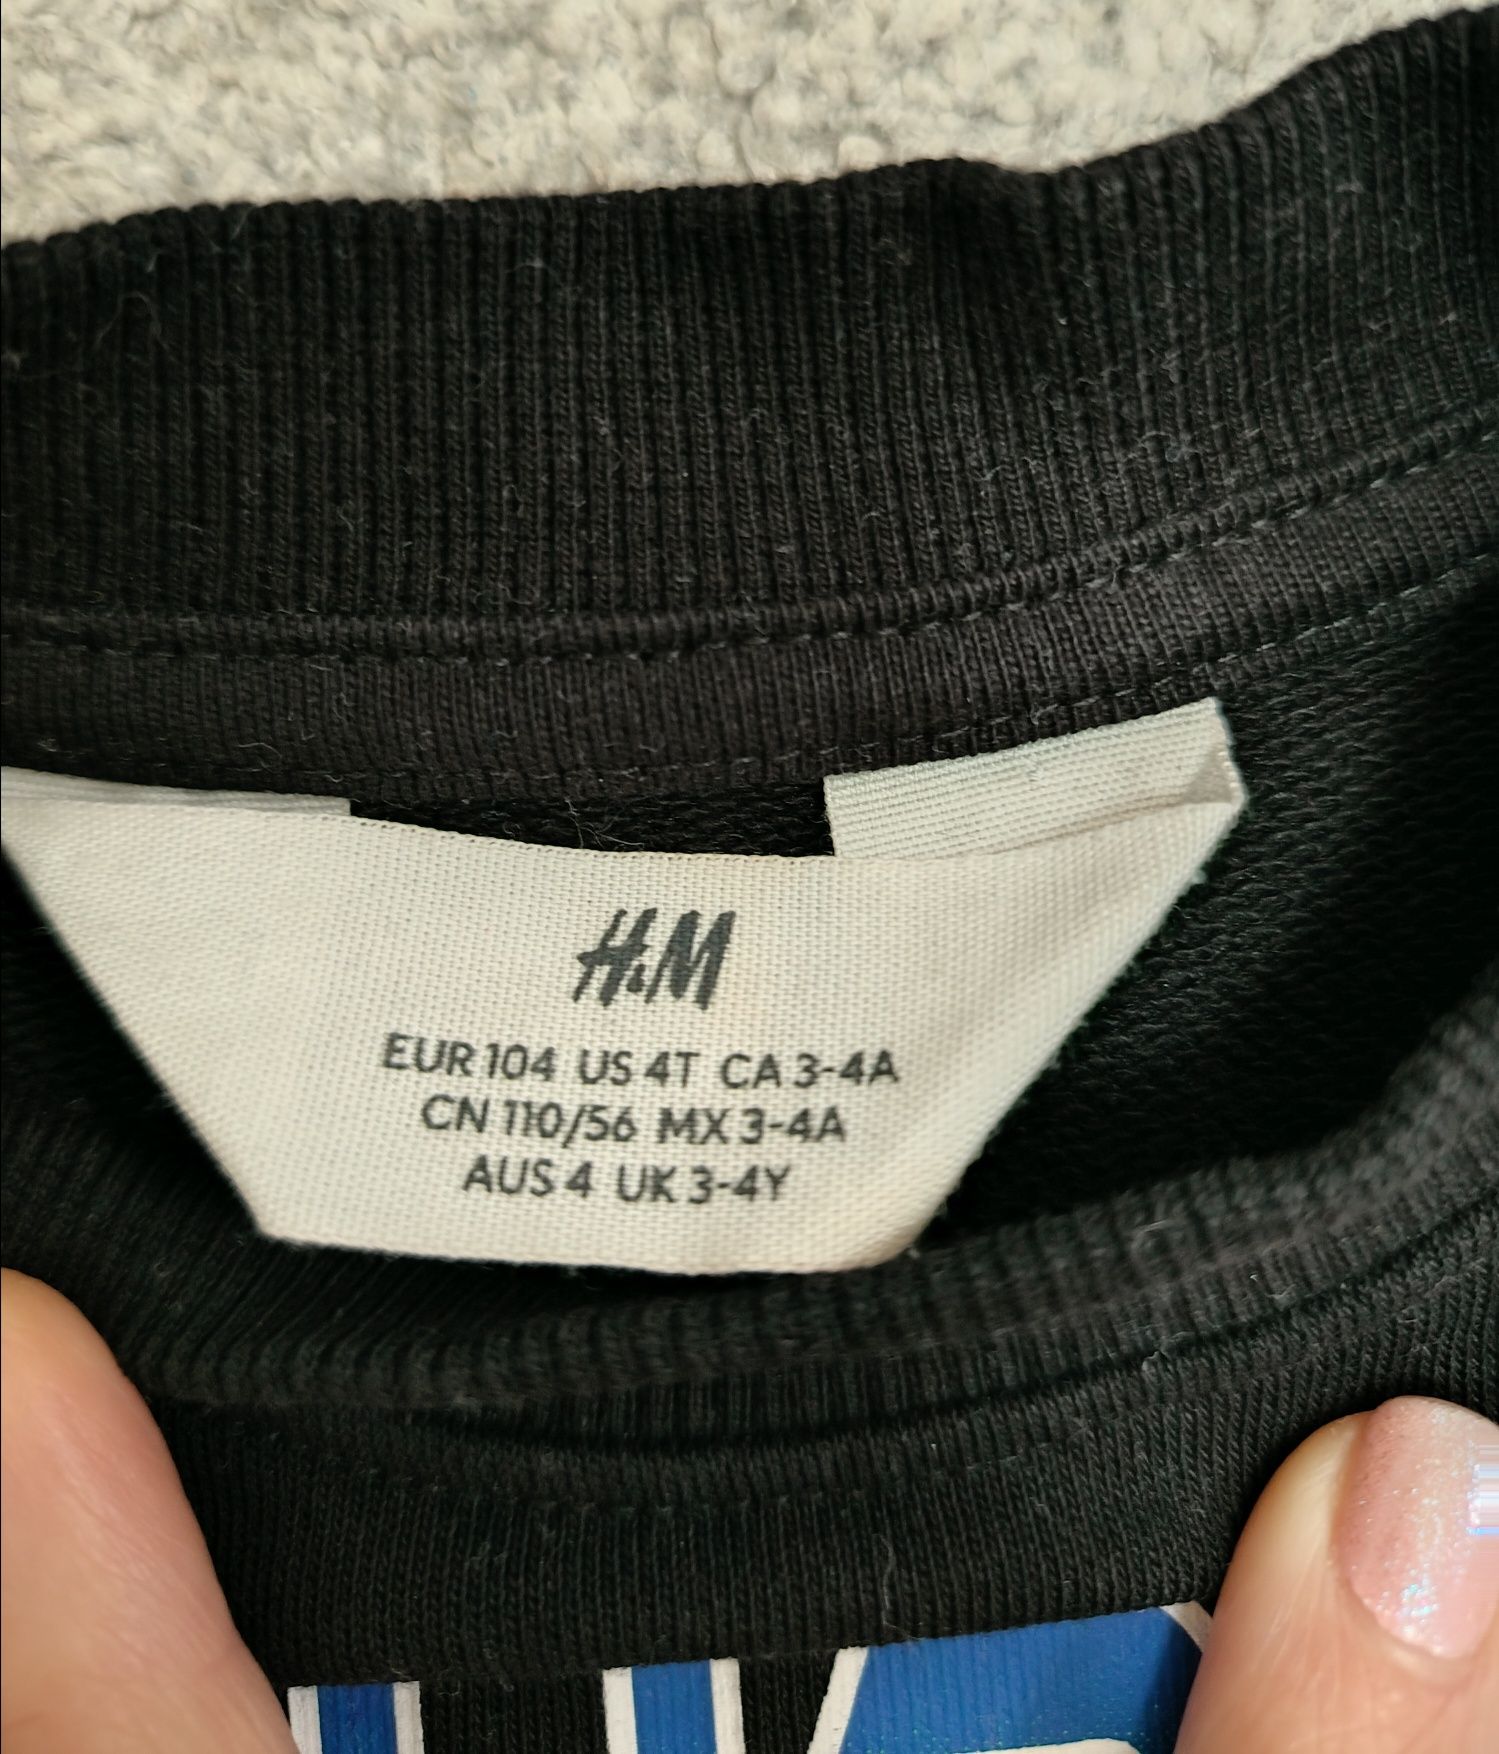 H&M
EUR 104 US 4T CA 3-4A
CN 110/56 MX 3-4A
AUS 4 UK 3-4Y